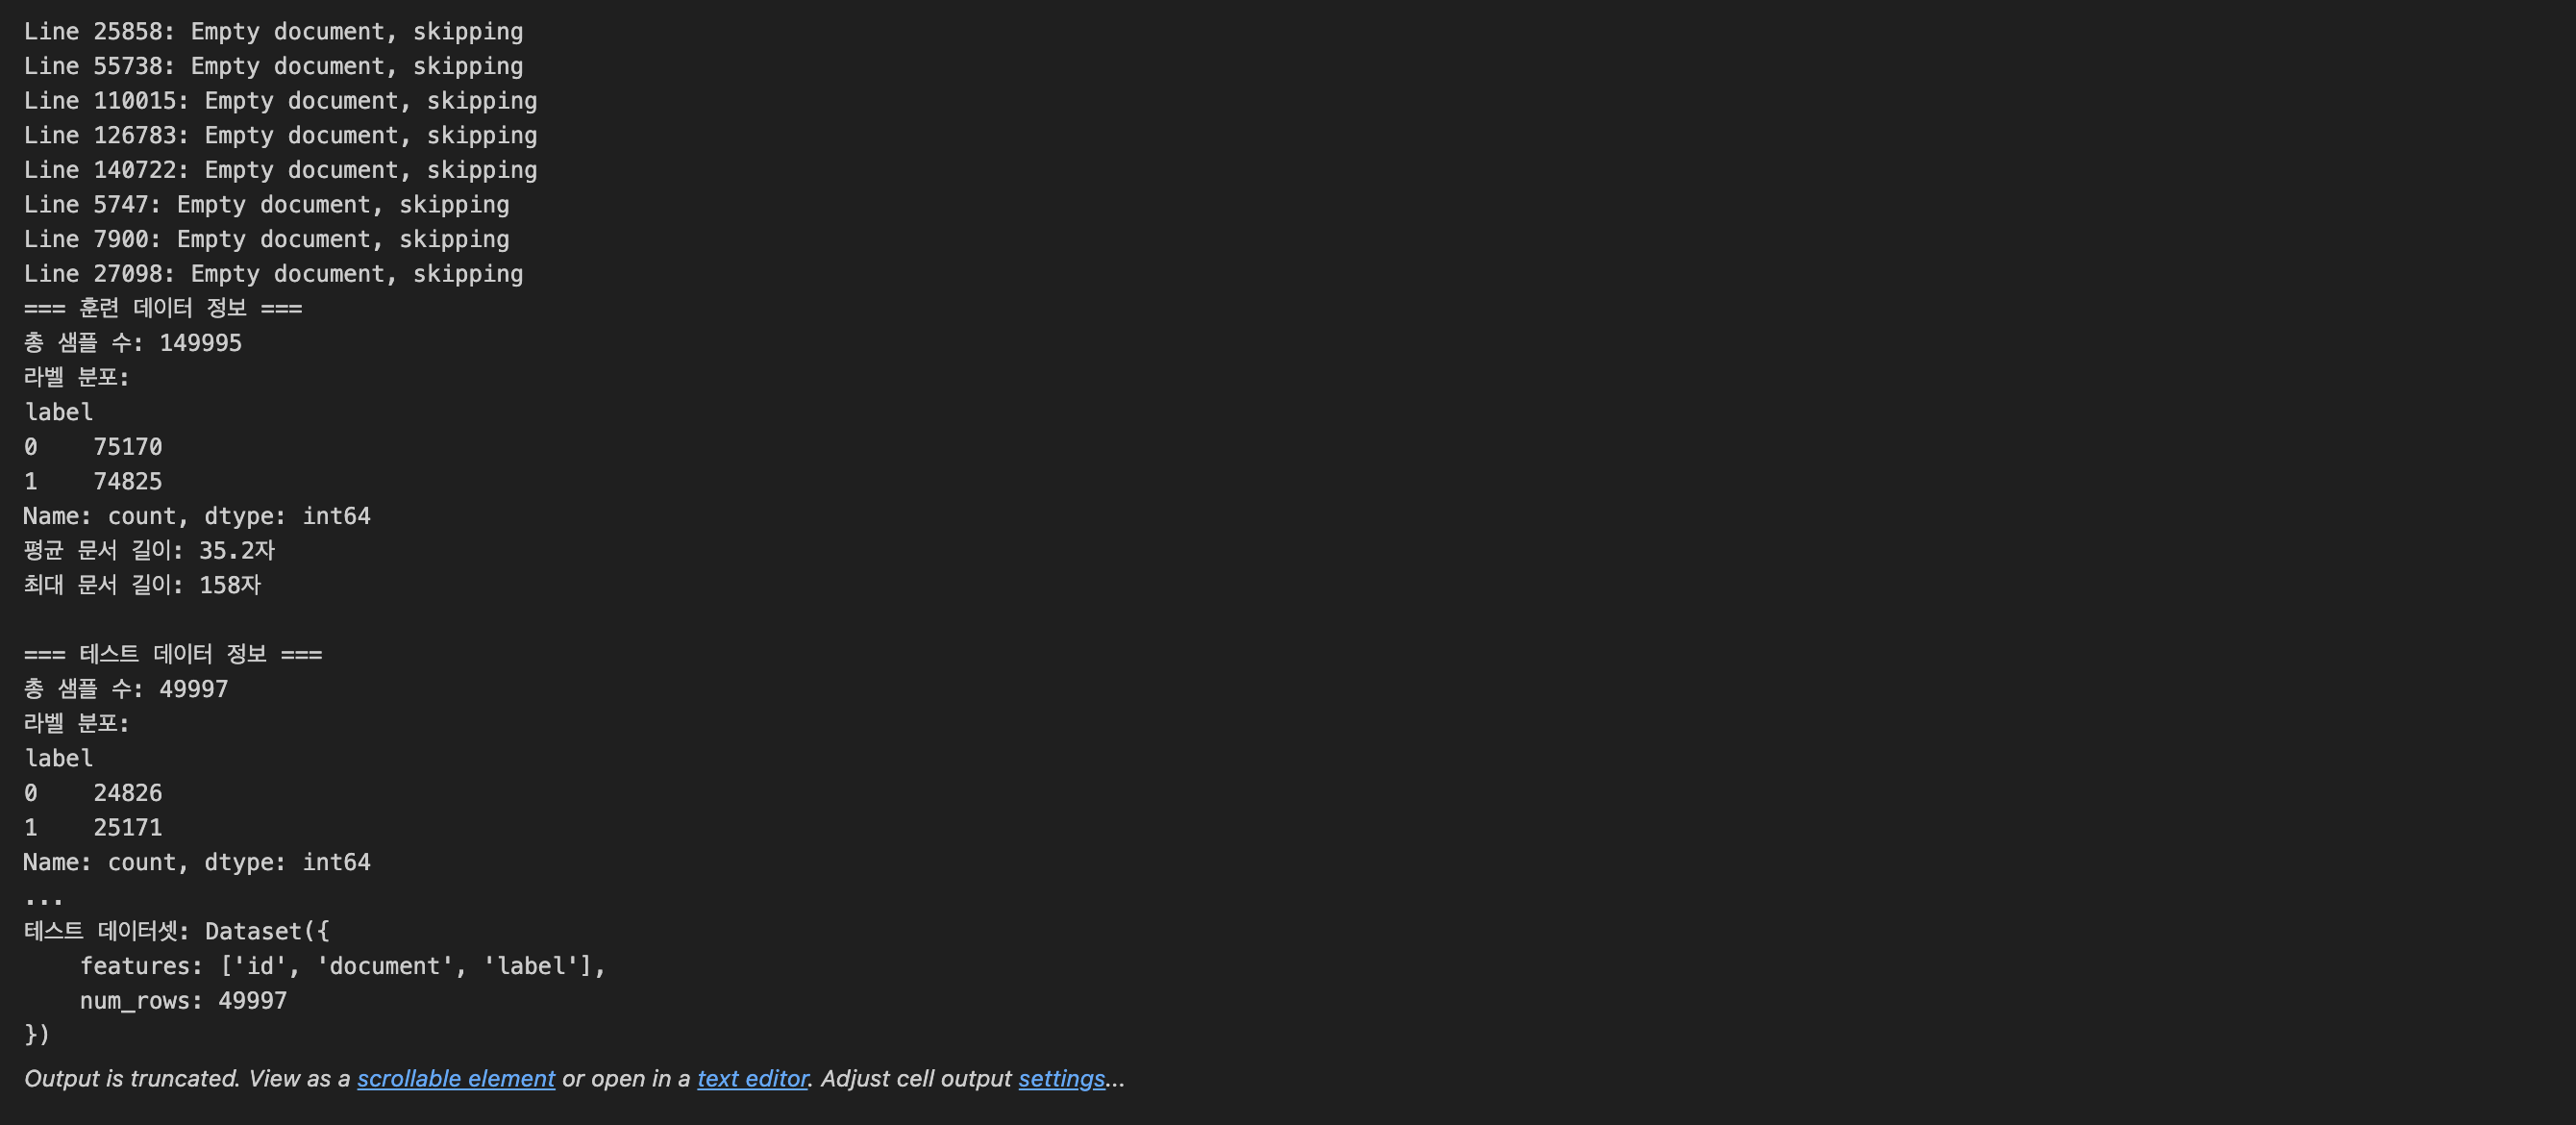 Line 25858: Empty document, skipping
Line 55738: Empty document, skipping
Line 110015: Empty document, skipping
Line 126783: Empty document, skipping
Line 140722: Empty document, skipping
Line 5747: Empty document, skipping
Line 7900: Empty document, skipping
Line 27098: Empty document, skipping
=== 훈련 데이터 정보 ===
총 샘플 수: 149995
라벨 분포:
label
0    75170
1    74825
Name: count, dtype: int64
평균 문서 길이: 35.2자
최대 문서 길이: 158자

=== 테스트 데이터 정보 ===
총 샘플 수: 49997
라벨 분포:
label
0    24826
1    25171
Name: count, dtype: int64
...
테스트 데이터셋: Dataset({
    features: ['id', 'document', 'label'],
    num_rows: 49997
})
Output is truncated. View as a scrollable element or open in a text editor. Adjust cell output settings...